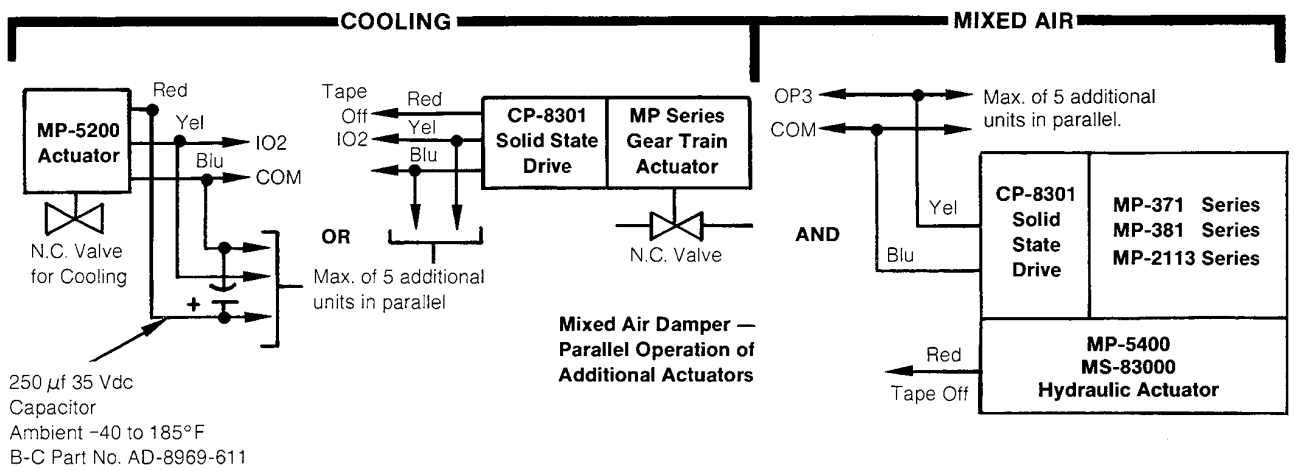 COOLING
MIXED AIR
MP-5200
Actuator
Red
Yel
IO2
Blu
COM
N.C. Valve
for Cooling
+
250 µf 35 Vdc
Capacitor
Ambient -40 to 185°F
B-C Part No. AD-8969-611
OR
Tape
Off
Red
IO2
Yel
Blu
CP-8301
Solid State
Drive
MP Series
Gear Train
Actuator
N.C. Valve
Max. of 5 additional
units in parallel
AND
Mixed Air Damper —
Parallel Operation of
Additional Actuators
OP3
COM
Max. of 5 additional
units in parallel.
Yel
Blu
CP-8301
Solid
State
Drive
MP-371 Series
MP-381 Series
MP-2113 Series
Red
Tape Off
MP-5400
MS-83000
Hydraulic Actuator